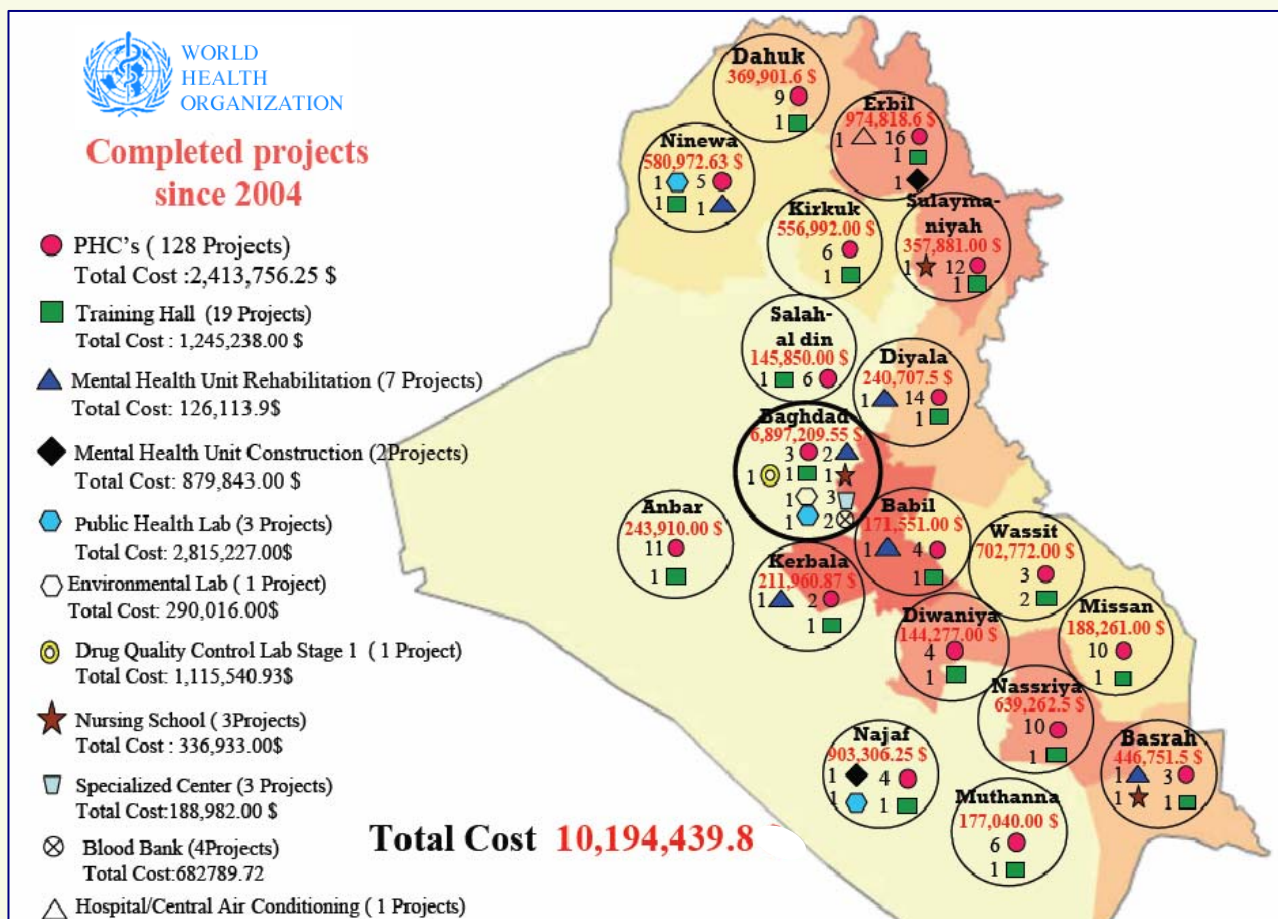 WORLD
HEALTH
ORGANIZATION
Completed projects
since 2004
PHC's ( 128 Projects)
Total Cost :2,413,756.25 $
Training Hall (19 Projects)
Total Cost : 1,245,238.00 $
Mental Health Unit Rehabilitation (7 Projects)
Total Cost: 126,113.9$
Mental Health Unit Construction (2Projects)
Total Cost: 879,843.00 $
Public Health Lab (3 Projects)
Total Cost: 2,815,227.00$
Environmental Lab ( 1 Project)
Total Cost: 290,016.00$
Drug Quality Control Lab Stage 1 ( 1 Project)
Total Cost: 1,115,540.93$
Nursing School ( 3Projects)
Total Cost : 336,933.00$
Specialized Center (3 Projects)
Total Cost:188,982.00 $
Blood Bank (4Projects)
Total Cost:682789.72
Hospital/Central Air Conditioning ( 1 Projects)
Dahuk
369,901.6 $
9
1
Erbil
974,818.6 $
1 16
1
1
Ninewa
580,972.63 $
1 5
1 1
Kirkuk
556,992.00 $
6
1
Sulayma-
niyah
357,881.00 $
1 12
1
Salah-
al din
145,850.00 $
1 6
Diyala
240,707.5 $
1 14
1
Baghdad
6,897,209.55 $
3 2
1 1 1
1 3
1 2
Anbar
243,910.00 $
11
1
Babil
171,551.00 $
1 4
1
Wassit
702,772.00 $
3
2
Kerbala
211,960.87 $
1 2
1
Diwaniya
144,277.00 $
4
1
Missan
188,261.00 $
10
1
Nassriya
639,262.5 $
10
1
Najaf
903,306.25 $
1 4
1 1
Basrah
446,751.5 $
1 3
1 1
Muthanna
177,040.00 $
6
1
Total Cost 10,194,439.8